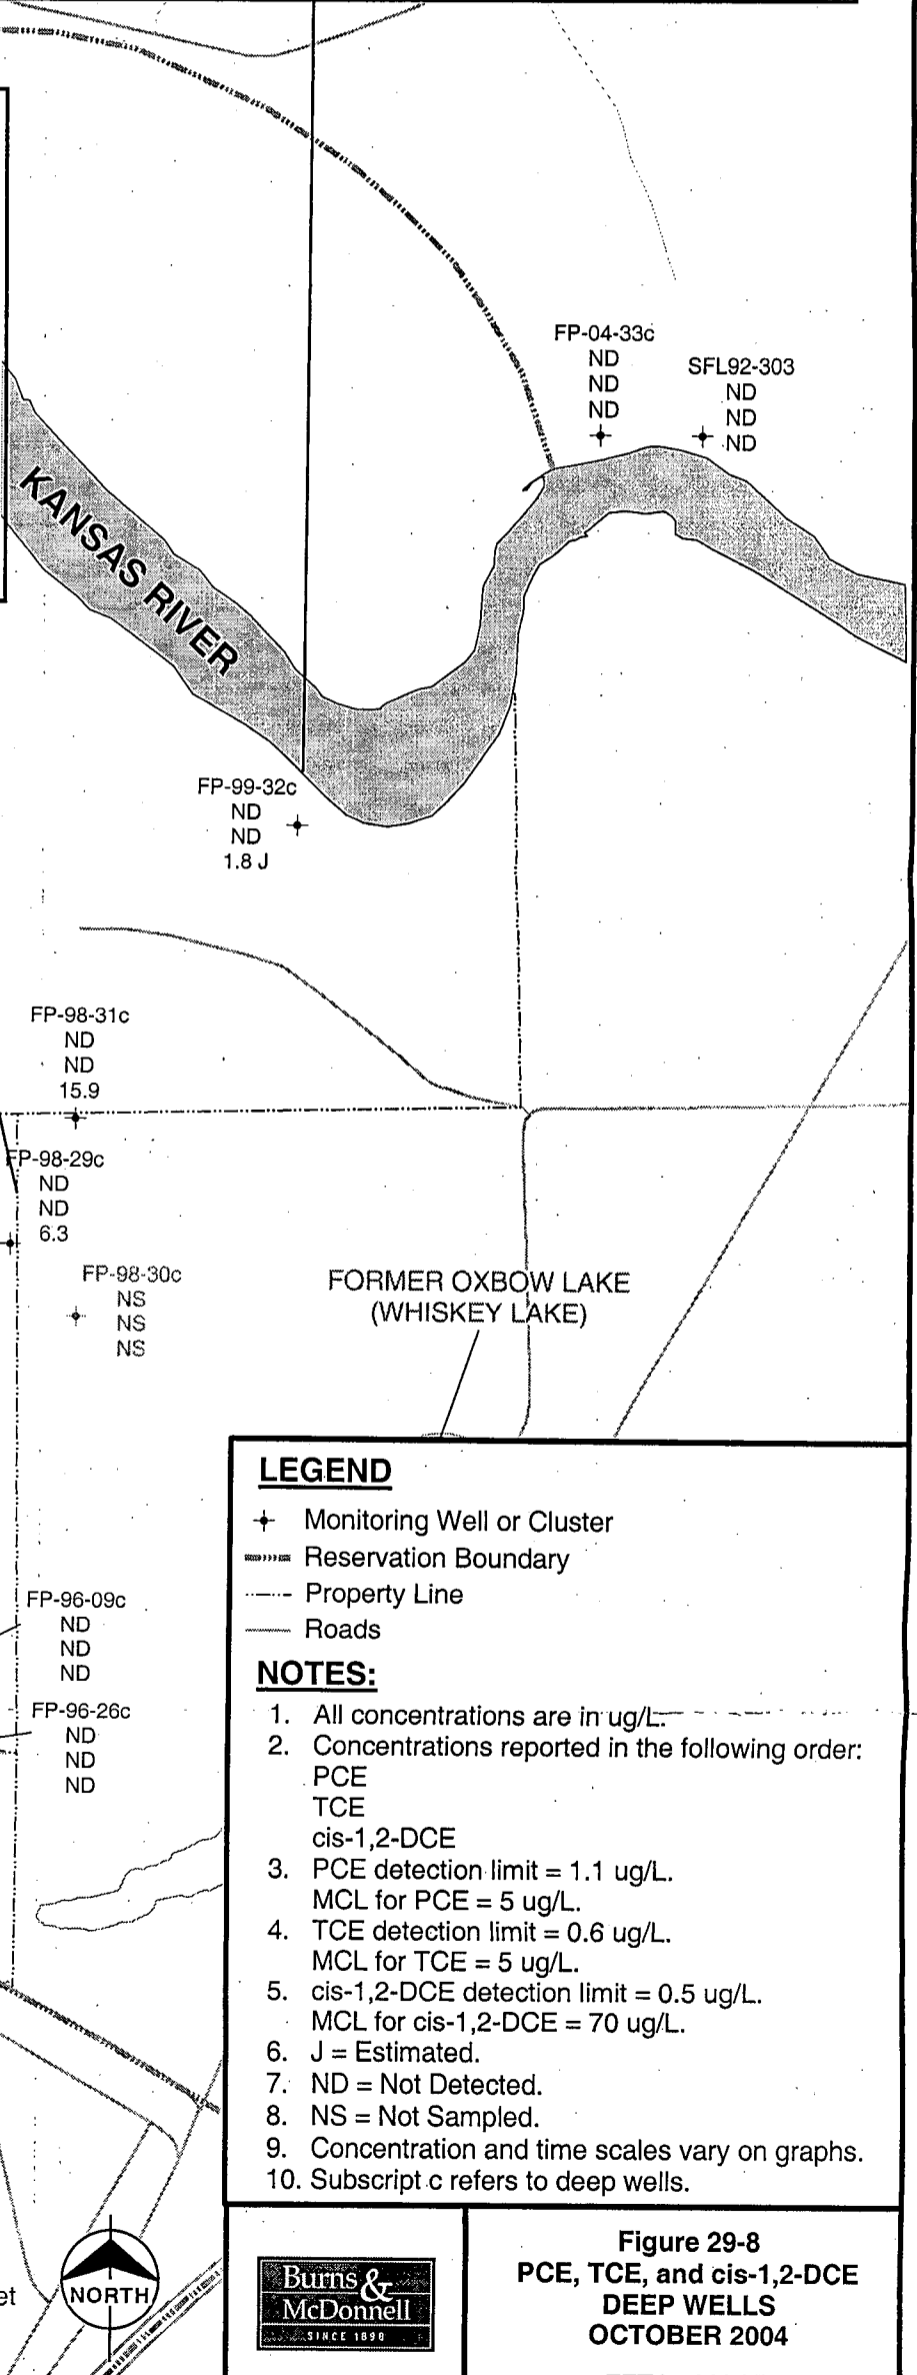 FP-04-33c
ND
ND
ND
SFL92-303
ND
ND
ND
KANSAS RIVER
FP-99-32c
ND
ND
1.8 J
FP-98-31c
ND
ND
15.9
FP-98-29c
ND
ND
6.3
FP-98-30c
NS
NS
NS
FORMER OXBOW LAKE
(WHISKEY LAKE)
FP-96-09c
ND
ND
ND
FP-96-26c
ND
ND
ND
LEGEND
Monitoring Well or Cluster
Reservation Boundary
Property Line
Roads
NOTES:
1. All concentrations are in ug/L.
2. Concentrations reported in the following order:
PCE
TCE
cis-1,2-DCE
3. PCE detection limit = 1.1 ug/L.
MCL for PCE = 5 ug/L.
4. TCE detection limit = 0.6 ug/L.
MCL for TCE = 5 ug/L.
5. cis-1,2-DCE detection limit = 0.5 ug/L.
MCL for cis-1,2-DCE = 70 ug/L.
6. J = Estimated.
7. ND = Not Detected.
8. NS = Not Sampled.
9. Concentration and time scales vary on graphs.
10. Subscript c refers to deep wells.
et
NORTH
Burns &
McDonnell
SINCE 1898
Figure 29-8
PCE, TCE, and cis-1,2-DCE
DEEP WELLS
OCTOBER 2004